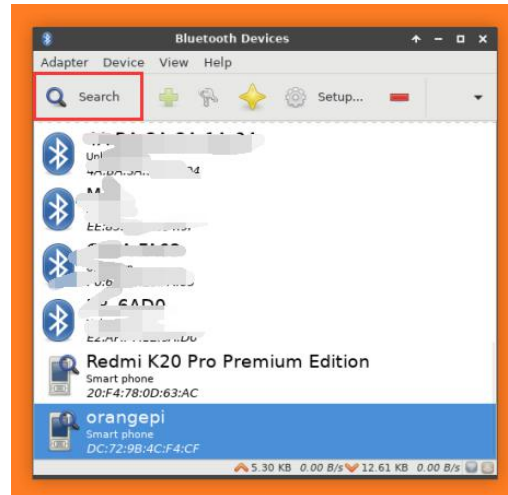 Bluetooth Devices
Adapter Device View Help
Search Setup...
6AD0
Redmi K20 Pro Premium Edition
Smart phone
20:F4:78:0D:63:AC
orangepi
Smart phone
DC:72:9B:4C:F4:CF
5.30 KB 0.00 B/s 12.61 KB 0.00 B/s